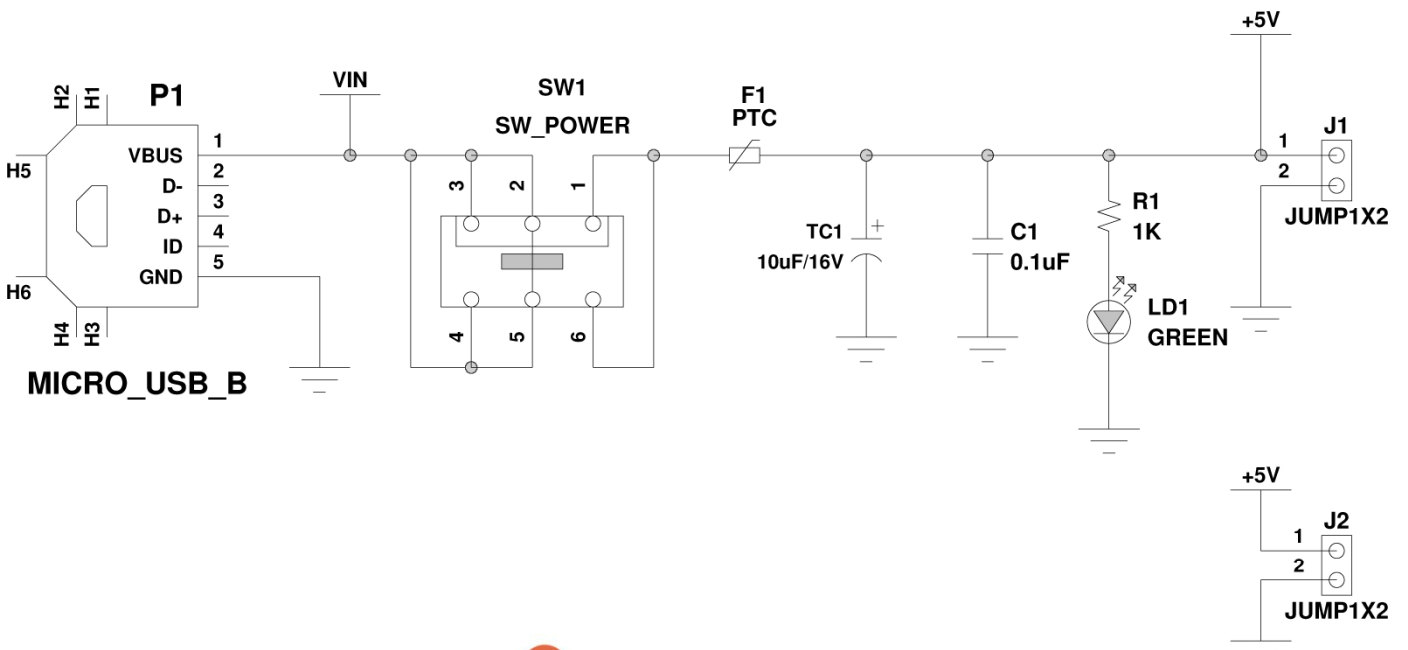 +5V
H2
H1
P1
VIN
SW1
SW_POWER
F1
PTC
H5
VBUS
1
D-
2
D+
3
ID
4
GND
5
H6
H4
H3
MICRO_USB_B
3
2
1
4
5
6
TC1
+
10uF/16V
C1
0.1uF
R1
1K
LD1
GREEN
J1
1
2
JUMP1X2
+5V
J2
1
2
JUMP1X2